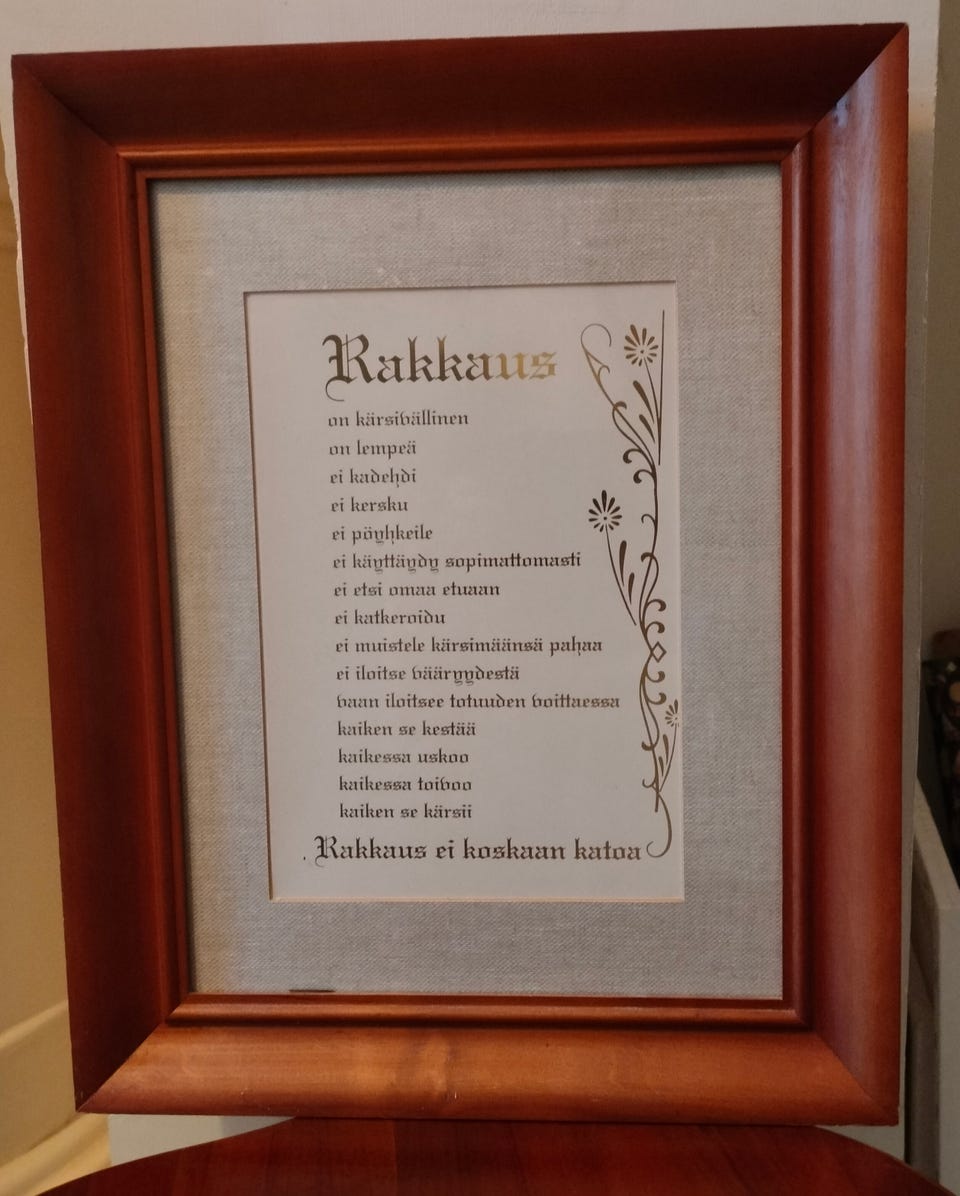 Rakkaus
on kärsivällinen
on lempeä
ei kadehdi
ei kersku
ei pöyhkeile
ei käyttäydy sopimattomasti
ei etsi omaa etuaan
ei katkeroidu
ei muistele kärsimäänsä pahaa
ei iloitse vääryydestä
vaan iloitsee totuuden voittaessa
kaiken se kestää
kaikessa uskoo
kaikessa toivoo
kaiken se kärsii
Rakkaus ei koskaan katoa